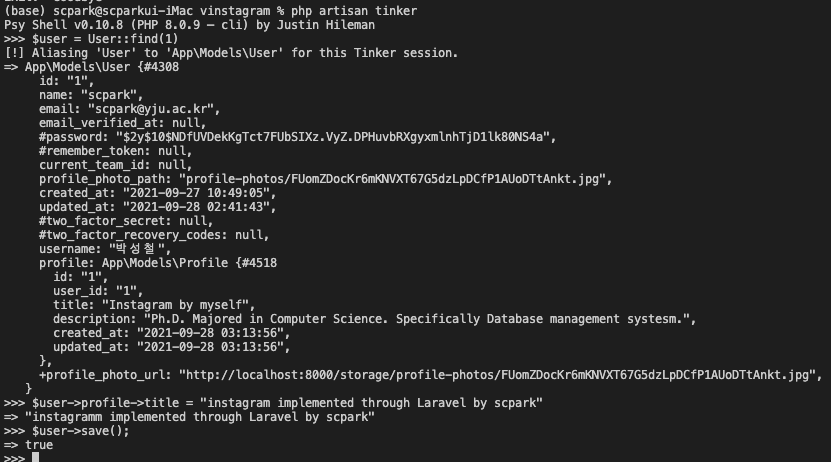 (base) scpark@scparkui-iMac vinstagram % php artisan tinker
Psy Shell v0.10.8 (PHP 8.0.9 — cli) by Justin Hileman
>>> $user = User::find(1)
[!] Aliasing 'User' to 'App\Models\User' for this Tinker session.
=> App\Models\User {#4308
id: "1",
name: "scpark",
email: "scpark@yju.ac.kr",
email_verified_at: null,
#password: "$2y$10$NDfUVDekKgTct7FUbSIXz.VyZ.DPHuvbRXgyxmlnhTjD1lk80NS4a",
#remember_token: null,
current_team_id: null,
profile_photo_path: "profile-photos/FUomZDocKr6mKNVXT67G5dzLpDCfP1AUoDTtAnkt.jpg",
created_at: "2021-09-27 10:49:05",
updated_at: "2021-09-28 02:41:43",
#two_factor_secret: null,
#two_factor_recovery_codes: null,
username: "박성철",
profile: App\Models\Profile {#4518
id: "1",
user_id: "1",
title: "Instagram by myself",
description: "Ph.D. Majored in Computer Science. Specifically Database management systesm.",
created_at: "2021-09-28 03:13:56",
updated_at: "2021-09-28 03:13:56",
},
+profile_photo_url: "http://localhost:8000/storage/profile-photos/FUomZDocKr6mKNVXT67G5dzLpDCfP1AUoDTtAnkt.jpg",
}
>>> $user->profile->title = "instagram implemented through Laravel by scpark"
=> "instagramm implemented through Laravel by scpark"
>>> $user->save();
=> true
>>>